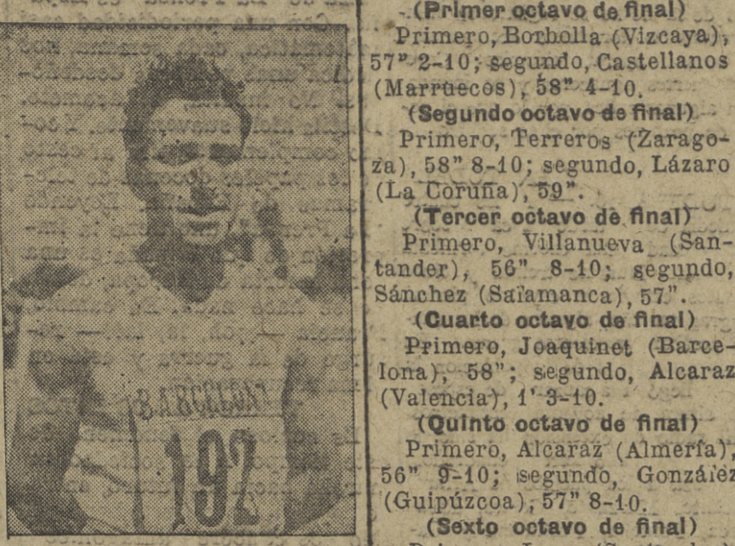 BARCELONA
192
(Primer octavo de final)
Primero, Borbolla (Vizcaya),
57" 2-10; segundo, Castellanos
(Marruecos), 58" 4-10.
(Segundo octavo de final)
Primero, Terreros (Zarago-
za), 58" 8-10; segundo, Lázaro
(La Coruña), 59".
(Tercer octavo de final)
Primero, Villanueva (San-
tander), 56" 8-10; segundo,
Sánchez (Salamanca), 57".
(Cuarto octavo de final)
Primero, Joaquinet (Barce-
lona), 58"; segundo, Alcaraz
(Valencia), 1' 3-10.
(Quinto octavo de final)
Primero, Alcaraz (Almería),
56" 9-10; segundo, González
(Guipúzcoa), 57" 8-10.
(Sexto octavo de final)